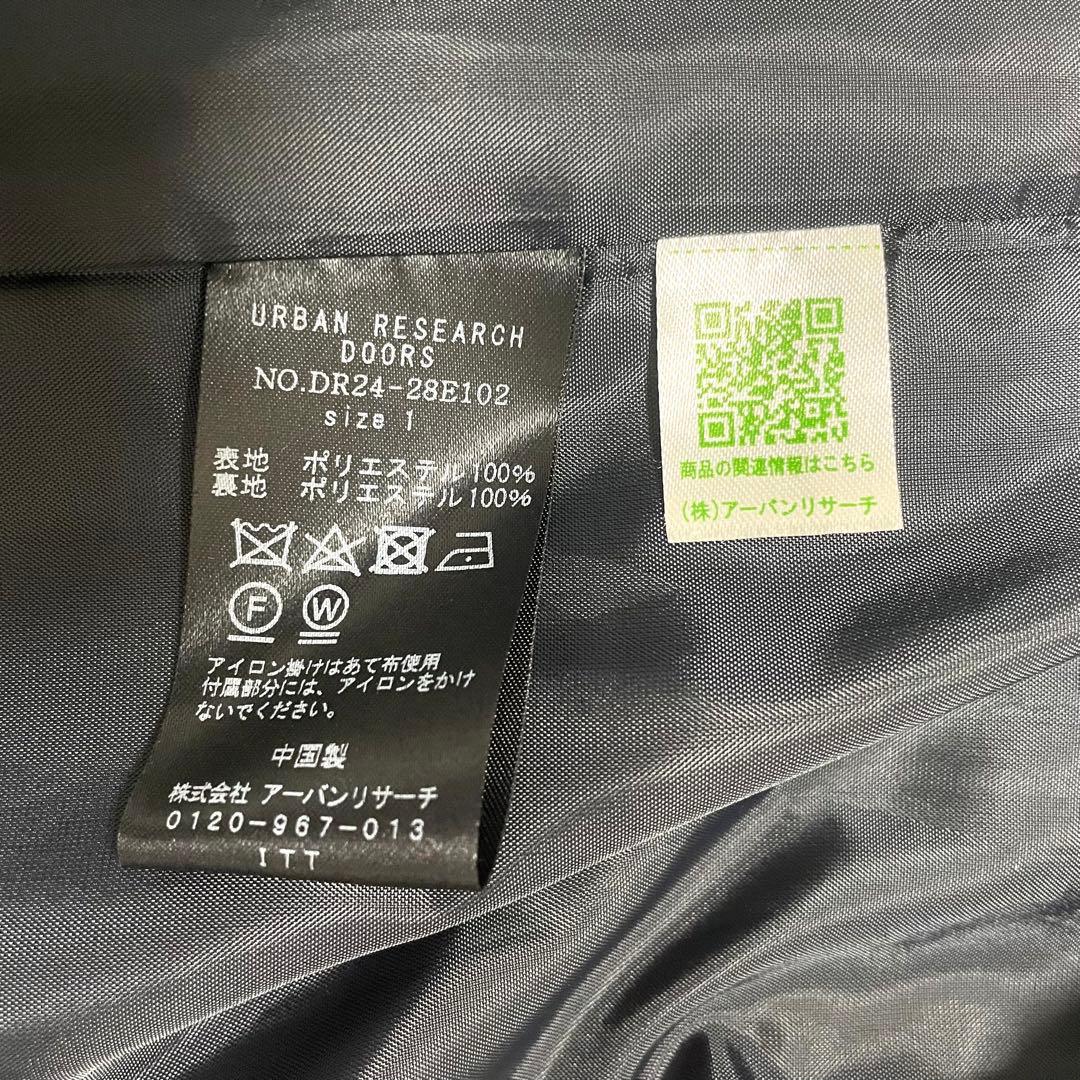 URBAN RESEARCH
DOORS
NO.DR24-28E102
size 1
表地 ポリエステル100%
裏地 ポリエステル100%
F W
アイロン掛けはあて布使用
付属部分には、アイロンをかけ
ないでください。
中国製
株式会社 アーバンリサーチ
0120-967-013
ITT
商品の関連情報はこちら
(株)アーバンリサーチ